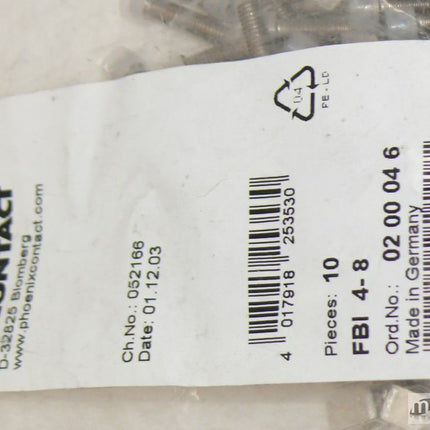 D-32825 Blomberg
www.phoenixcontact.com
Ch.No.: 052166
Date: 01.12.03
4 017918 253530
04
PE-LD
Pieces: 10
FBI 4-8
Ord.No.: 02 00 04 6
Made in Germany